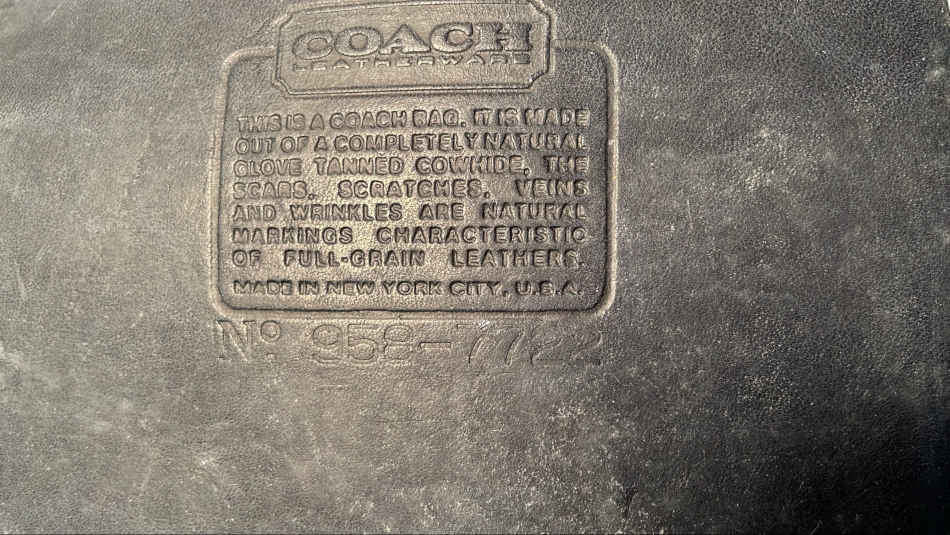 COACH
LEATHERWARE
THIS IS A COACH BAG. IT IS MADE
OUT OF A COMPLETELY NATURAL
GLOVE TANNED COWHIDE, THE
SCARS, SCRATCHES, VEINS
AND WRINKLES ARE NATURAL
MARKINGS CHARACTERISTIC
OF FULL-GRAIN LEATHERS.
MADE IN NEW YORK CITY, U.S.A.
Nº 958-7722